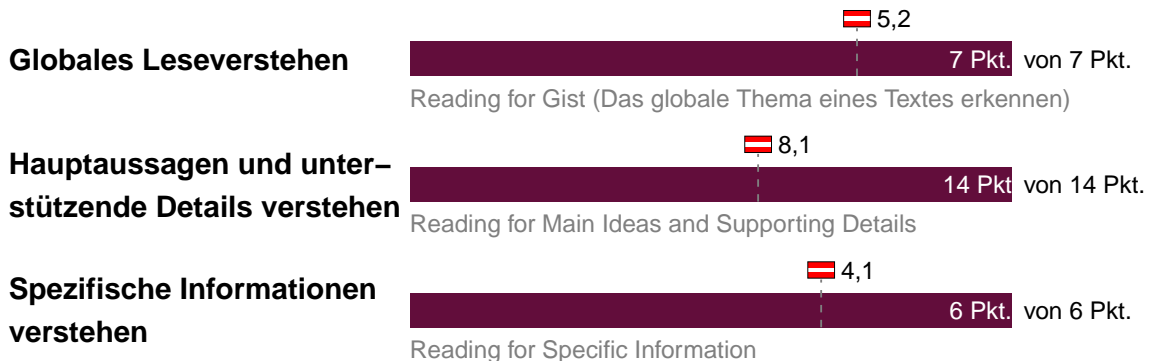 5,2
Globales Leseverstehen
7 Pkt. von 7 Pkt.
Reading for Gist (Das globale Thema eines Textes erkennen)
8,1
Hauptaussagen und unter–
stützende Details verstehen
14 Pkt von 14 Pkt.
Reading for Main Ideas and Supporting Details
4,1
Spezifische Informationen
verstehen
6 Pkt. von 6 Pkt.
Reading for Specific Information